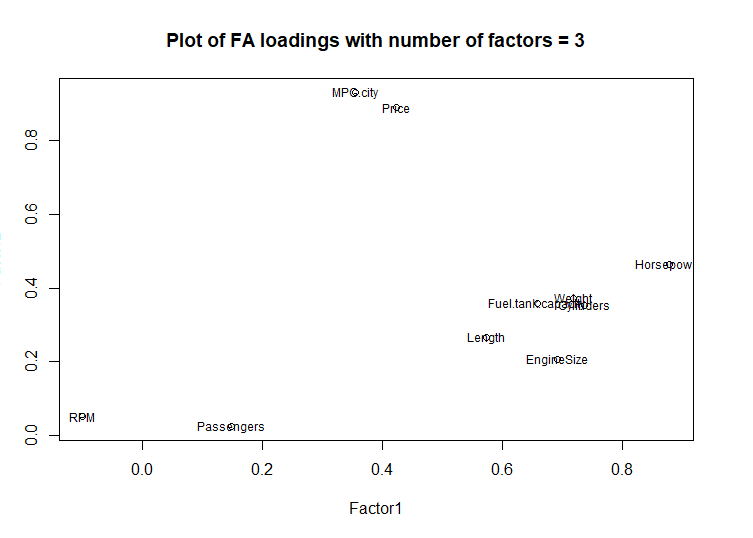 Plot of FA loadings with number of factors = 3
MPG.city
Price
Horsepow
Weight
Fuel.tank.capacity
Cylinders
Length
EngineSize
RPM
Passengers
0.0
0.2
0.4
0.6
0.8
0.0 0.2 0.4 0.6 0.8
Factor1